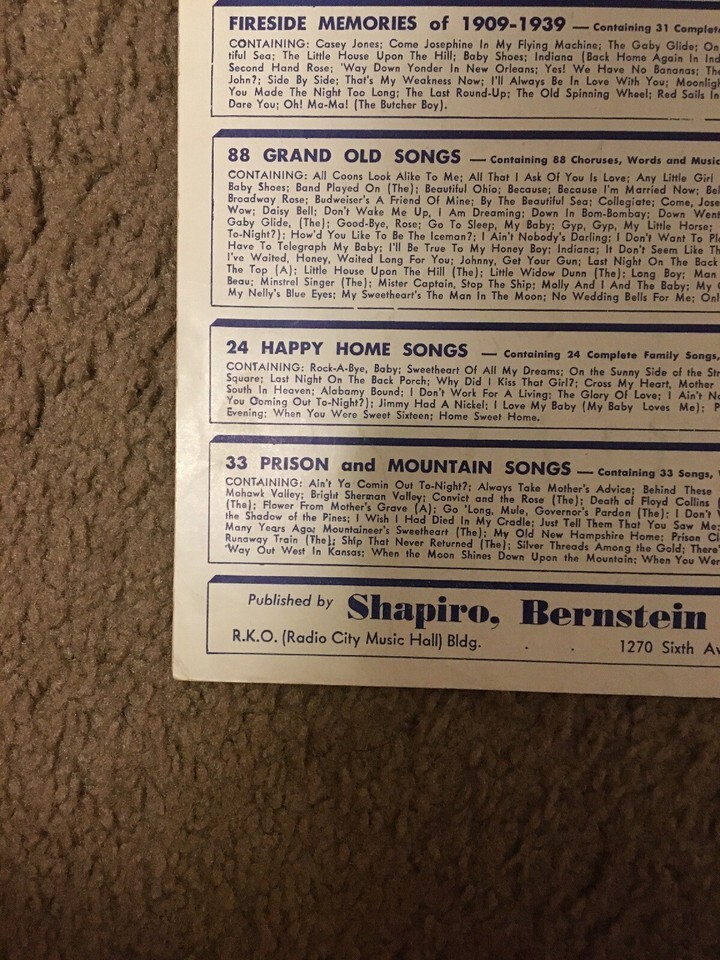 FIRESIDE MEMORIES of 1909-1939 — Containing 31 Complet
CONTAINING: Casey Jones; Come Josephine In My Flying Machine; The Gaby Glide; On
tiful Sea; The Little House Upon The Hill; Baby Shoes; Indiana (Back Home Again In Ind
Second Hand Rose; 'Way Down Yonder In New Orleans; Yes! We Have No Bananas; Th
John?; Side By Side; That's My Weakness Now; I'll Always Be In Love With You; Moonligh
You Made The Night Too Long; The Last Round-Up; The Old Spinning Wheel; Red Sails In
Dare You; Oh! Ma-Ma! (The Butcher Boy).
88 GRAND OLD SONGS — Containing 88 Choruses, Words and Music
CONTAINING: All Coons Look Alike To Me; All That I Ask Of You Is Love; Any Little Girl
Baby Shoes; Band Played On (The); Beautiful Ohio; Because; Because I'm Married Now; Bel
Broadway Rose; Budweiser's A Friend Of Mine; By The Beautiful Sea; Collegiate; Come, Jose
Wow; Daisy Bell; Don't Wake Me Up, I Am Dreaming; Down In Bom-Bombay; Down Went
Gaby Glide, (The); Good-Bye, Rose; Go To Sleep, My Baby; Gyp, Gyp, My Little Horse;
To-Night?); How'd You Like To Be The Iceman?; I Ain't Nobody's Darling; I Don't Want To Pl
Have To Telegraph My Baby; I'll Be True To My Honey Boy; Indiana; It Don't Seem Like Th
I've Waited, Honey, Waited Long For You; Johnny, Get Your Gun; Last Night On The Back
The Top (A); Little House Upon The Hill (The); Little Widow Dunn (The); Long Boy; Man
Beau; Minstrel Singer (The); Mister Captain, Stop The Ship; Molly And I And The Baby; My
My Nelly's Blue Eyes; My Sweetheart's The Man In The Moon; No Wedding Bells For Me; Onl
24 HAPPY HOME SONGS — Containing 24 Complete Family Songs,
CONTAINING: Rock-A-Bye, Baby; Sweetheart Of All My Dreams; On the Sunny Side of the Str
Square; Last Night On The Back Porch; Why Did I Kiss That Girl?; Cross My Heart, Mother
South In Heaven; Alabamy Bound; I Don't Work For A Living; The Glory Of Love; I Ain't No
You Coming Out To-Night?); Jimmy Had A Nickel; I Love My Baby (My Baby Loves Me); P
Evening; When You Were Sweet Sixteen; Home Sweet Home.
33 PRISON and MOUNTAIN SONGS — Containing 33 Songs,
CONTAINING: Ain't Ya Comin Out To-Night?; Always Take Mother's Advice; Behind These
Mohawk Valley; Bright Sherman Valley; Convict and the Rose (The); Death of Floyd Collins (
(The); Flower From Mother's Grave (A); Go 'Long, Mule, Governor's Pardon (The); I Don't
the Shadow of the Pines; I Wish I Had Died In My Cradle; Just Tell Them That You Saw Me;
Many Years Ago; Mountaineer's Sweetheart (The); My Old New Hampshire Home; Prison Cl
Runaway Train (The); Ship That Never Returned (The); Silver Threads Among the Gold; There'
'Way Out West In Kansas; When the Moon Shines Down Upon the Mountain; When You Wer
Published by Shapiro, Bernstein
R.K.O. (Radio City Music Hall) Bldg. . . 1270 Sixth Av